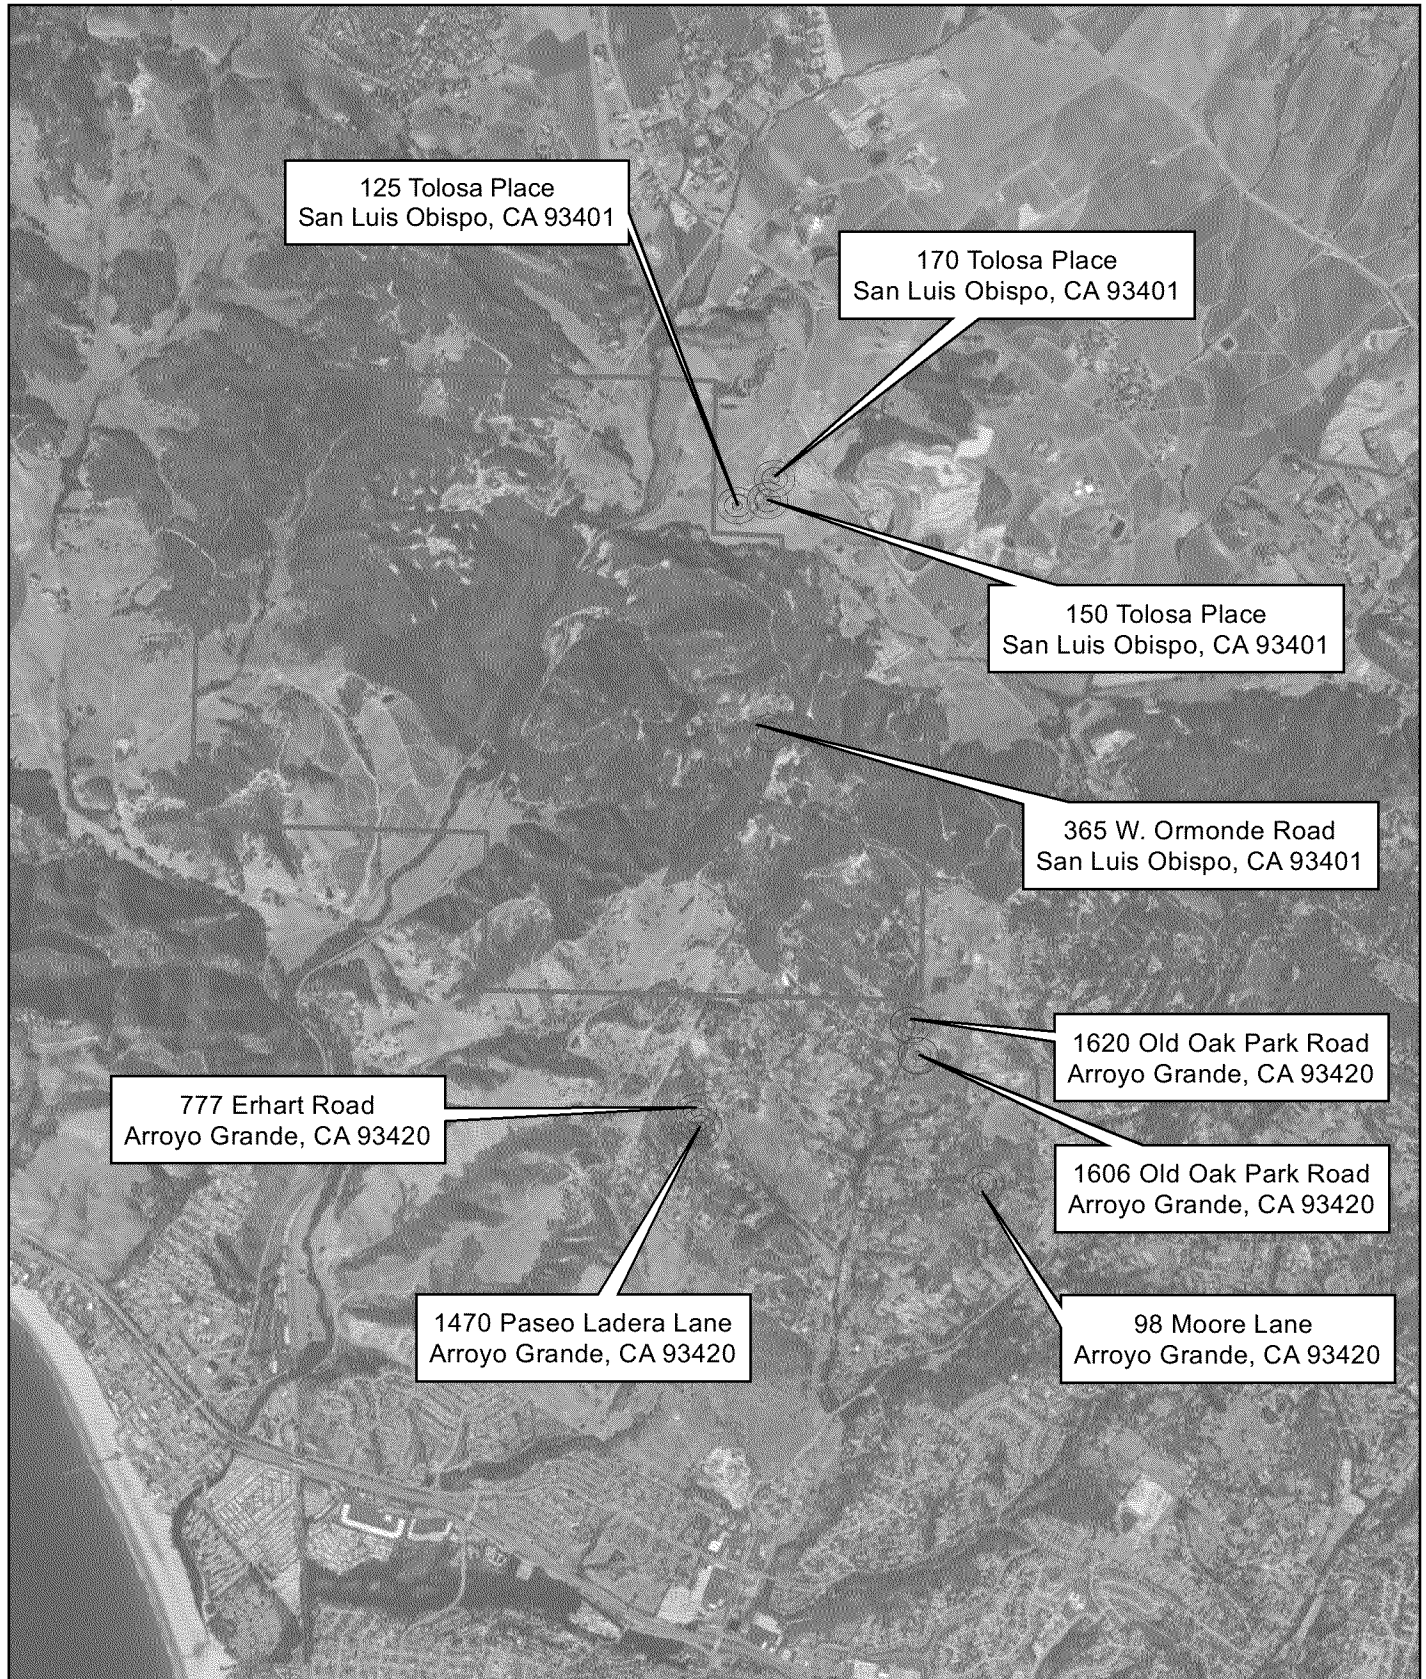 125 Tolosa Place
San Luis Obispo, CA 93401
170 Tolosa Place
San Luis Obispo, CA 93401
150 Tolosa Place
San Luis Obispo, CA 93401
365 W. Ormonde Road
San Luis Obispo, CA 93401
1620 Old Oak Park Road
Arroyo Grande, CA 93420
777 Erhart Road
Arroyo Grande, CA 93420
1606 Old Oak Park Road
Arroyo Grande, CA 93420
1470 Paseo Ladera Lane
Arroyo Grande, CA 93420
98 Moore Lane
Arroyo Grande, CA 93420